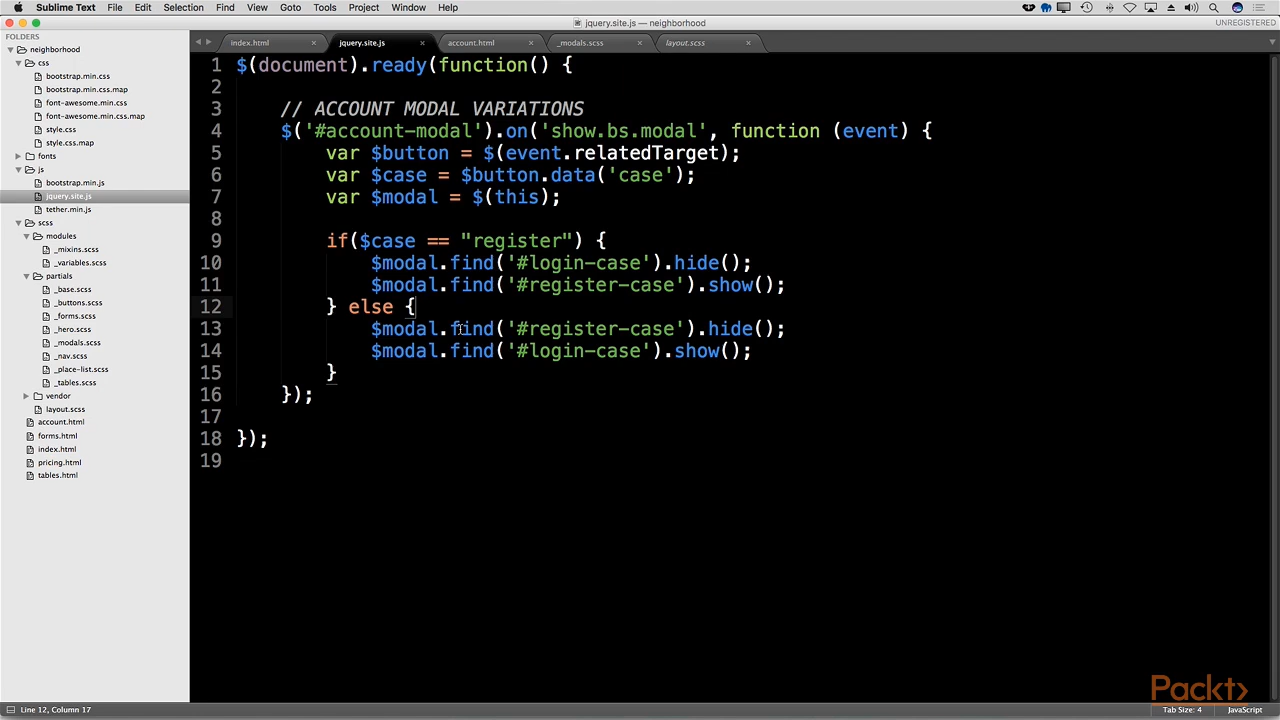 Sublime Text File Edit Selection Find View Goto Tools Project Window Help
jquery.site.js — neighborhood
UNREGISTERED
FOLDERS
neighborhood
css
bootstrap.min.css
bootstrap.min.css.map
font-awesome.min.css
font-awesome.min.css.map
style.css
style.css.map
fonts
js
bootstrap.min.js
jquery.site.js
tether.min.js
scss
modules
_mixins.scss
_variables.scss
partials
_base.scss
_buttons.scss
_forms.scss
_hero.scss
_modals.scss
_nav.scss
_place-list.scss
_tables.scss
vendor
layout.scss
account.html
forms.html
index.html
pricing.html
tables.html
index.html jquery.site.js account.html _modals.scss layout.scss
1 $(document).ready(function() {
2
3 // ACCOUNT MODAL VARIATIONS
4 $('#account-modal').on('show.bs.modal', function (event) {
5 var $button = $(event.relatedTarget);
6 var $case = $button.data('case');
7 var $modal = $(this);
8
9 if($case == "register") {
10 $modal.find('#login-case').hide();
11 $modal.find('#register-case').show();
12 } else {
13 $modal.find('#register-case').hide();
14 $modal.find('#login-case').show();
15 }
16 });
17
18 });
19
Packt>
Line 12, Column 17
Tab Size: 4 JavaScript